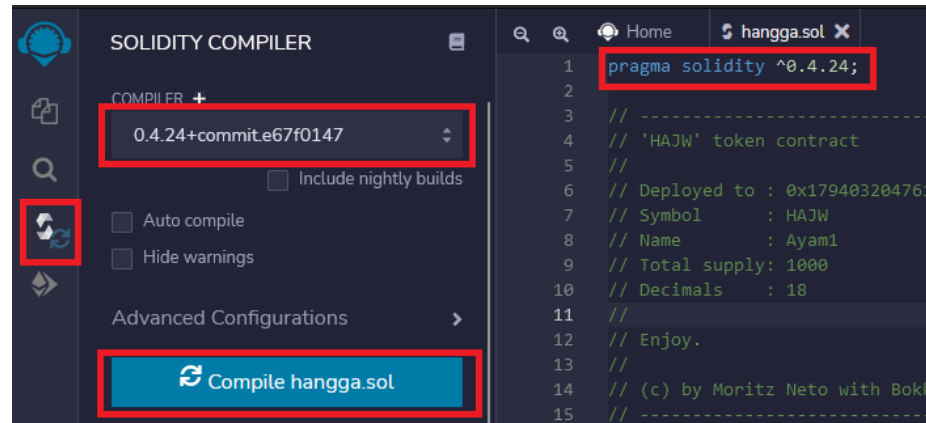 SOLIDITY COMPILER
COMPILER +
0.4.24+commit.e67f0147
Include nightly builds
Auto compile
Hide warnings
Advanced Configurations
Compile hangga.sol
Home
hangga.sol
1 pragma solidity ^0.4.24;
2
3 // ----------------------------
4 // 'HAJW' token contract
5 //
6 // Deployed to : 0x17940320476
7 // Symbol      : HAJW
8 // Name        : Ayam1
9 // Total supply: 1000
10 // Decimals    : 18
11 //
12 // Enjoy.
13 //
14 // (c) by Moritz Neto with
15 // ----------------------------